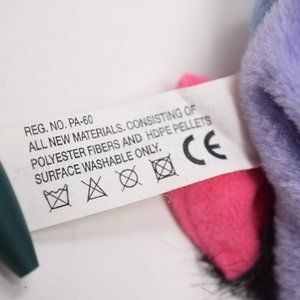 REG. NO. PA-60
ALL NEW MATERIALS. CONSISTING OF
POLYESTER FIBERS AND HDPE PELLETS
SURFACE WASHABLE ONLY.
CE